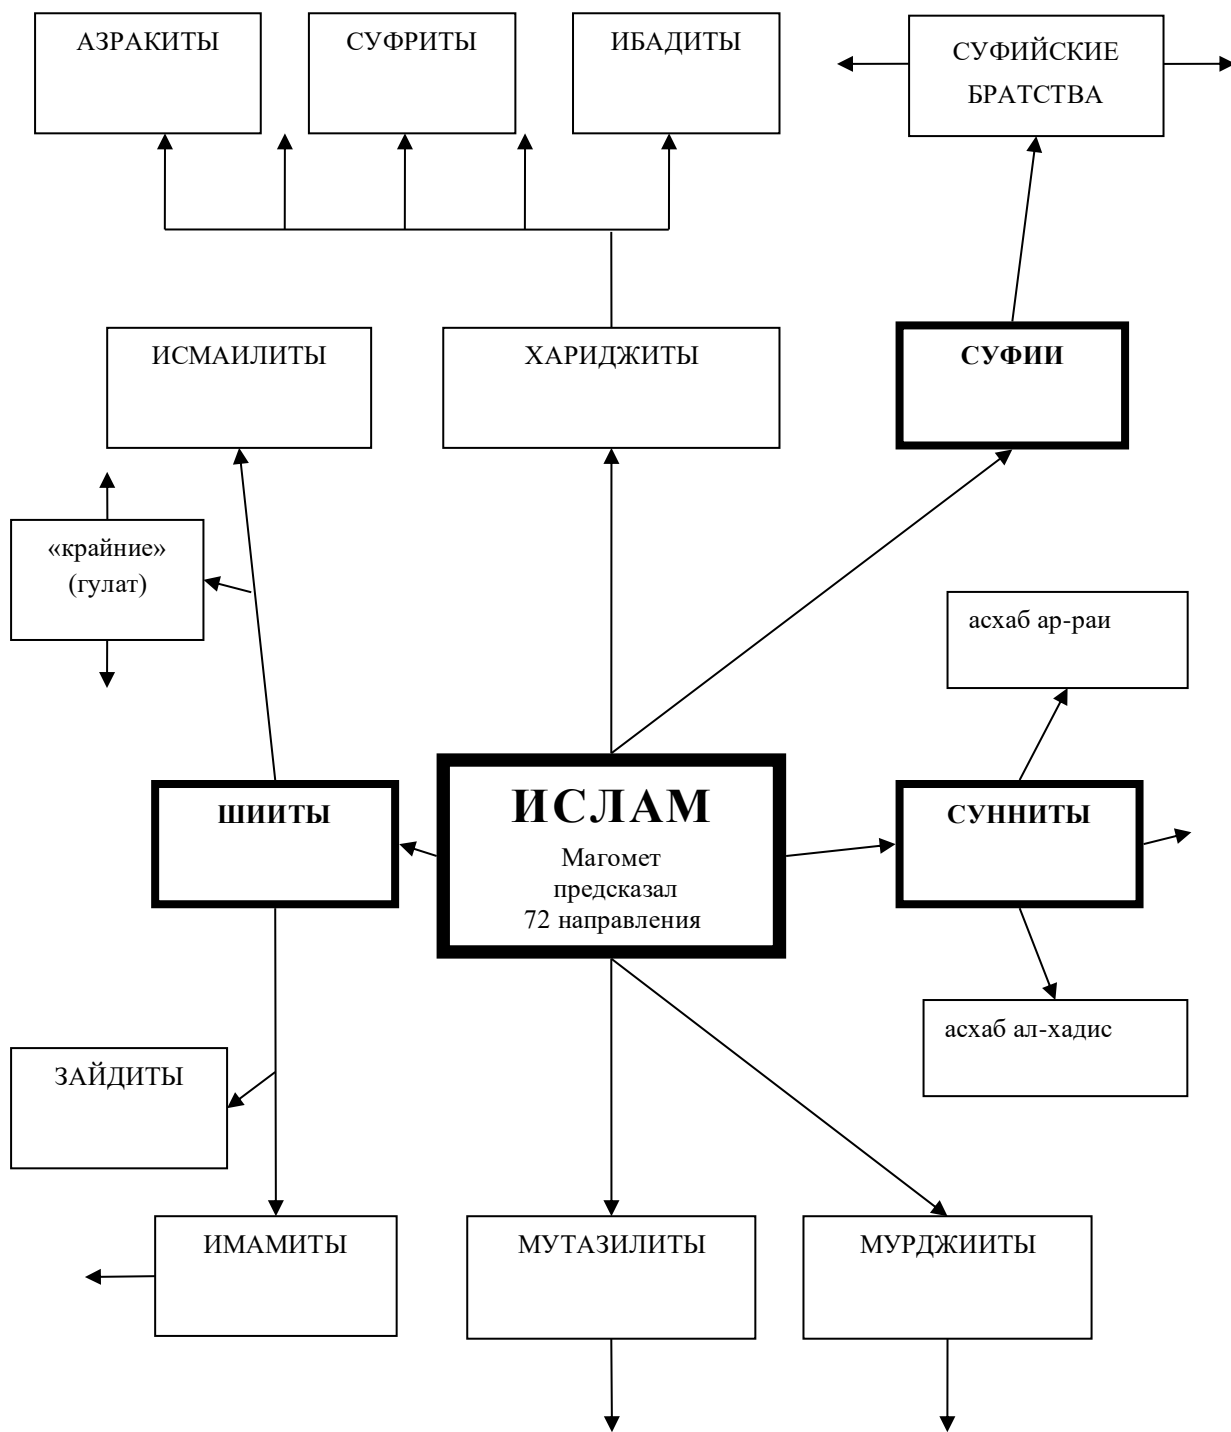 АЗРАКИТЫ
СУФРИТЫ
ИБАДИТЫ
СУФИЙСКИЕ
БРАТСТВА
ИСМАИЛИТЫ
ХАРИДЖИТЫ
СУФИИ
«крайние»
(гулат)
асхаб ар-раи
ШИИТЫ
ИСЛАМ
Магомет
предсказал
72 направления
СУННИТЫ
асхаб ал-хадис
ЗАЙДИТЫ
ИМАМИТЫ
МУТАЗИЛИТЫ
МУРДЖИИТЫ